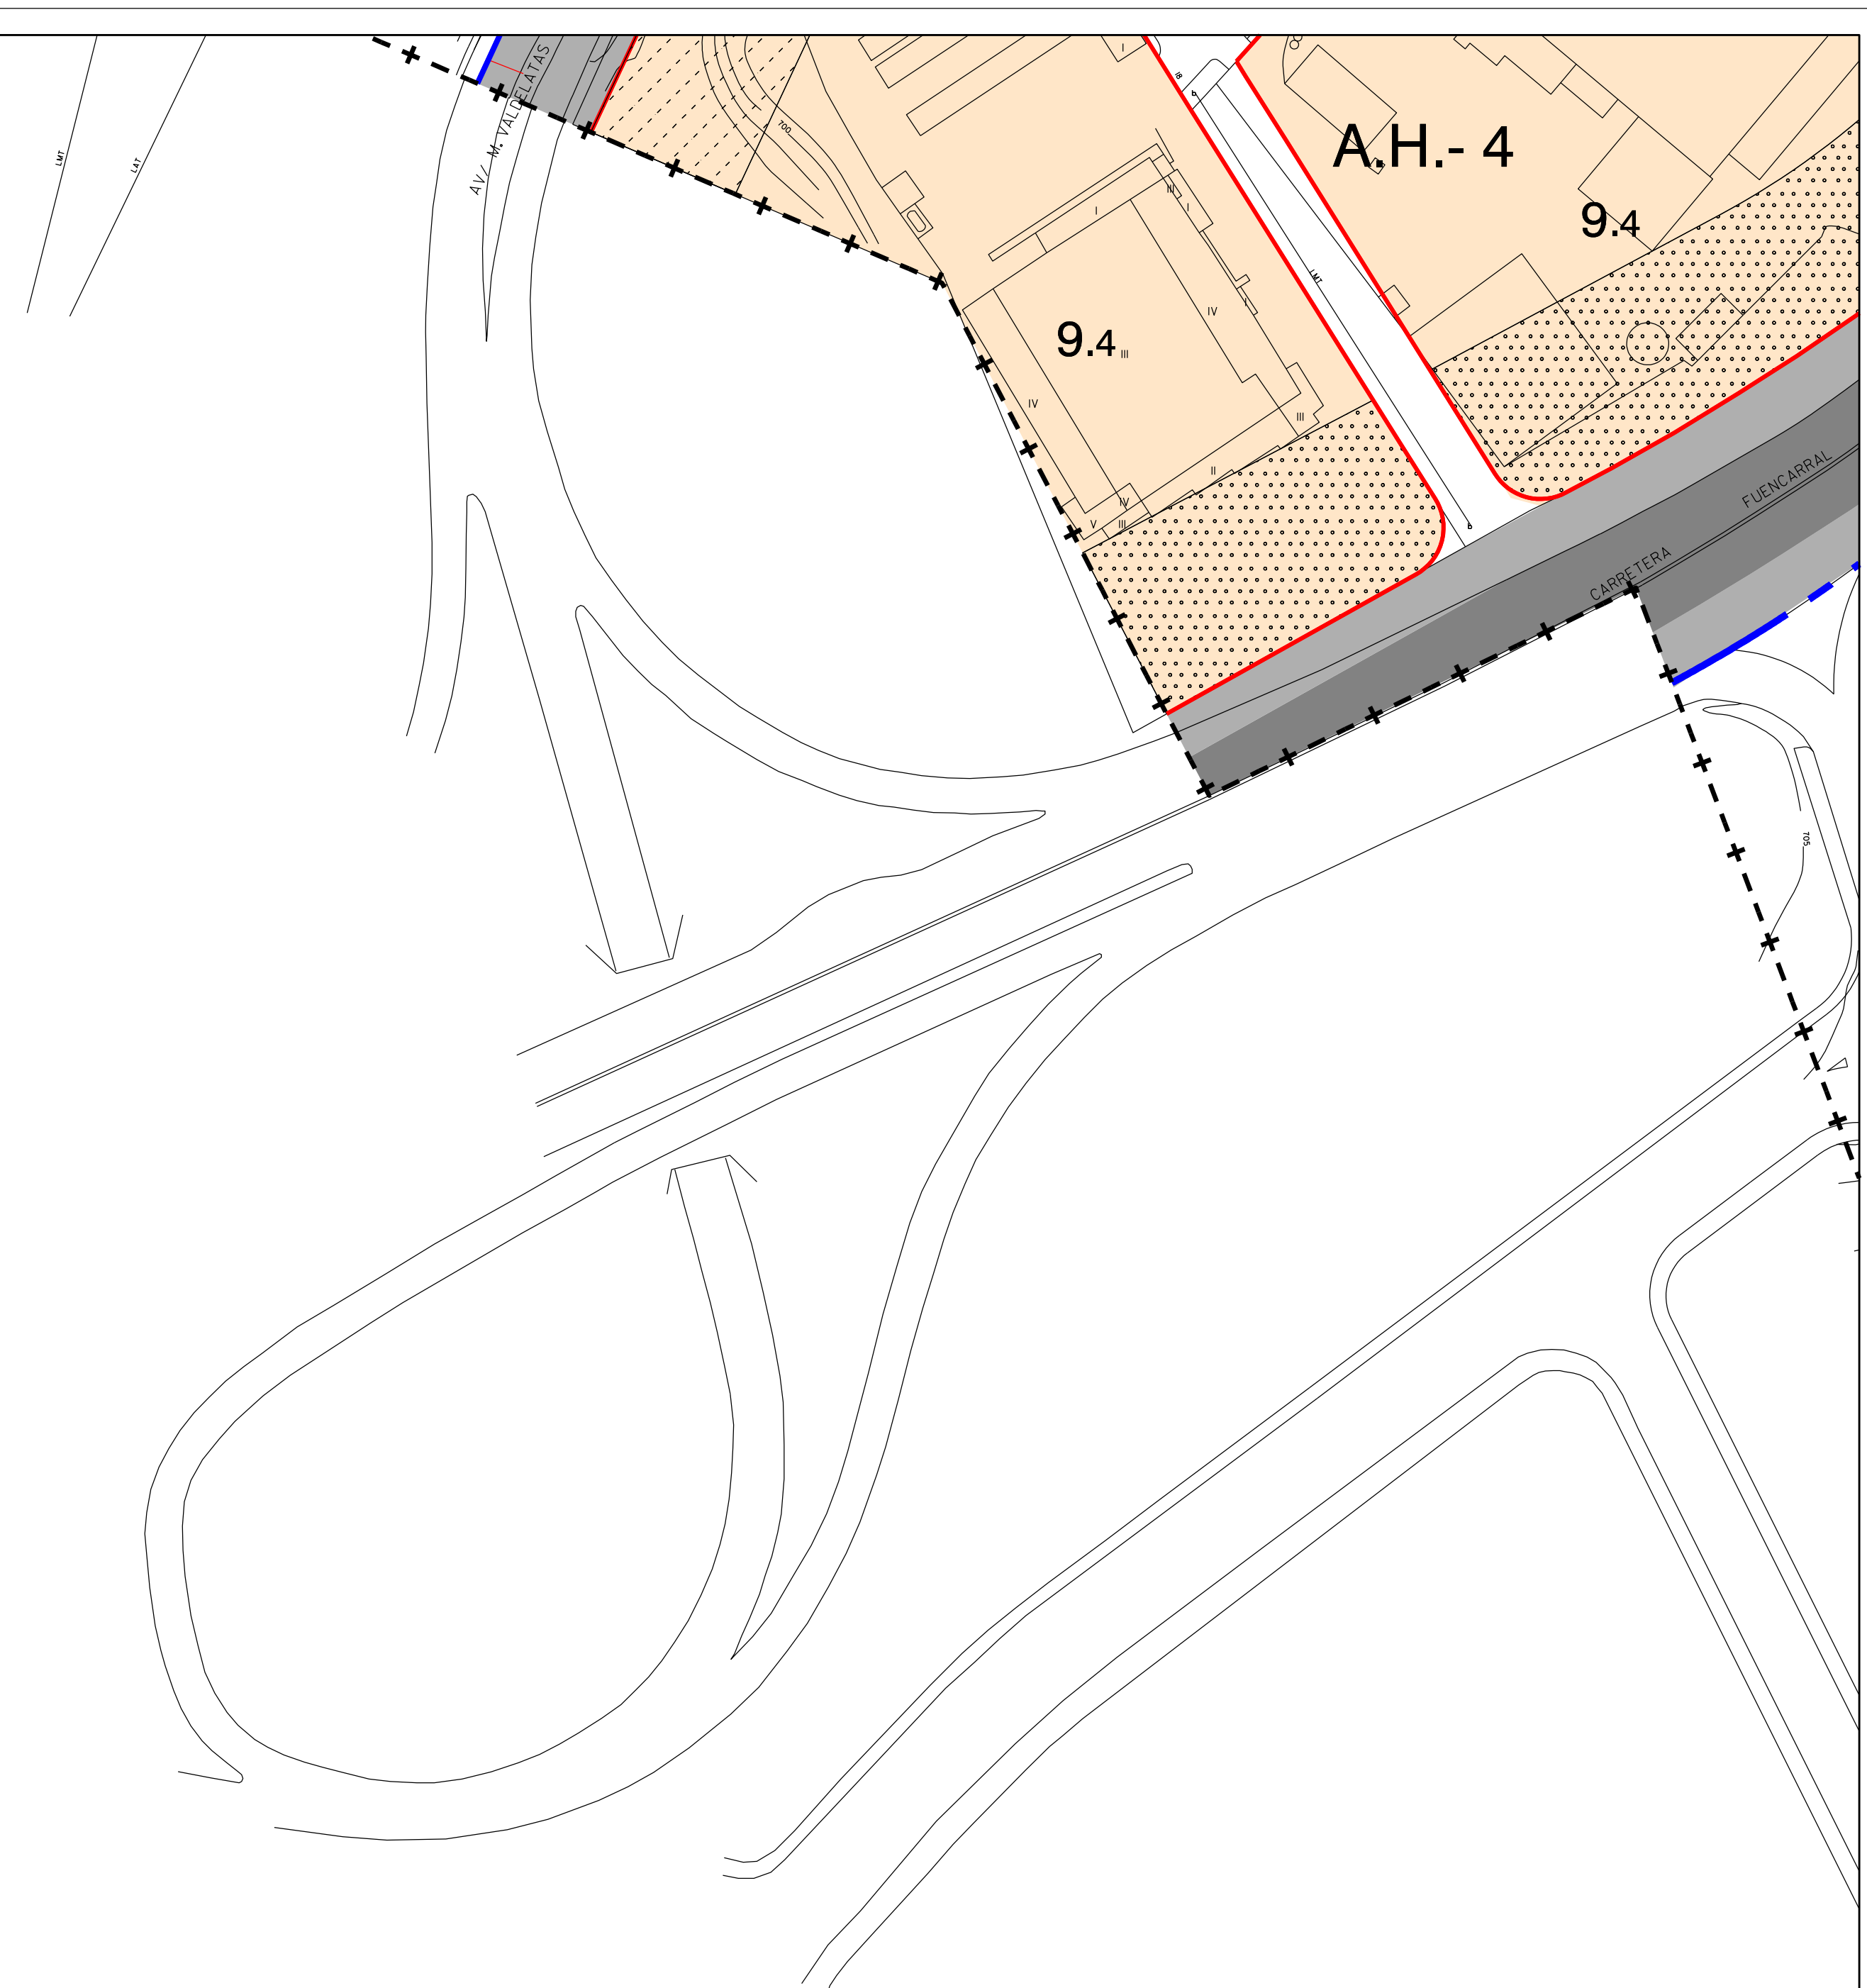 LMT
LAT
AV/ M. VALDELATAS
700
I
IB
b
A.H.- 4
9.4
III
I
I
LMT
IV
I
9.4
III
IV
III
II
IV
V
III
b
FUENCARRAL
CARRETERA
705